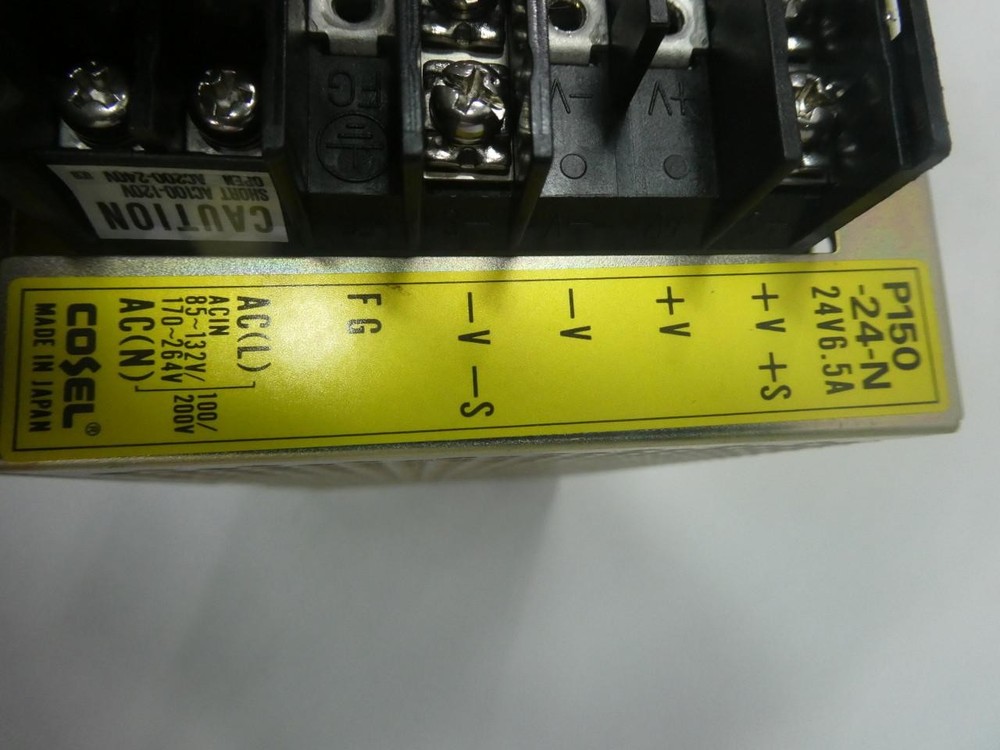 P150
-24-N
24V6.5A
+V +S
+V
-V
-V -S
FG
AC(L)
ACIN
85~132V/
170~264V
100/
200V
AC(N)
COSEL®
MADE IN JAPAN
CAUTION
SHORT AC100-120V
OPEN AC200-240V
FG
-V
+V